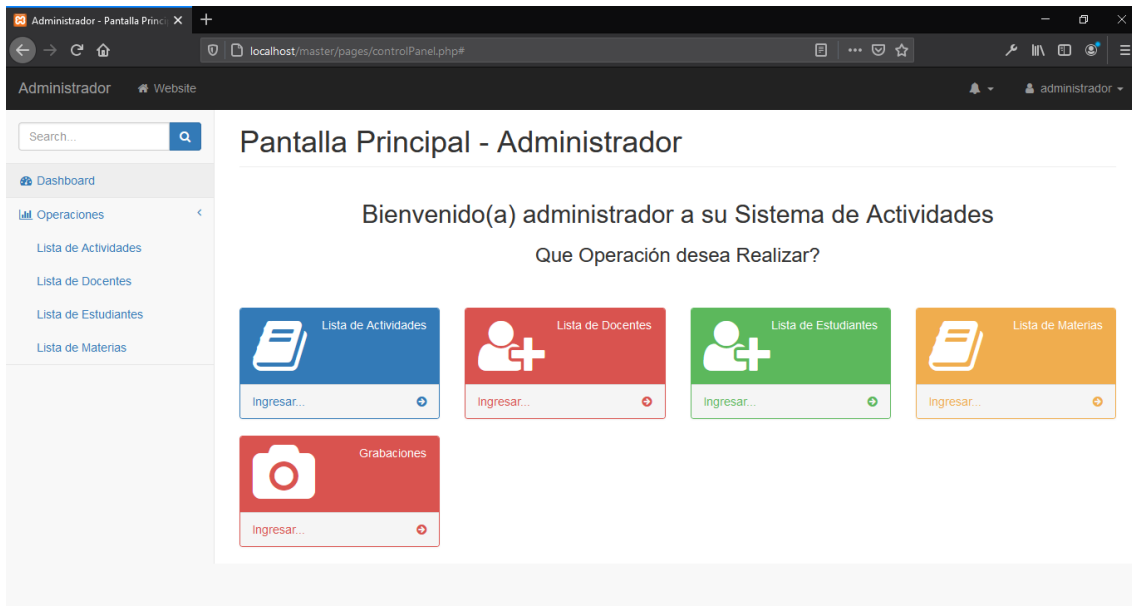 Administrador - Pantalla Princi
localhost/master/pages/controlPanel.php#
Administrador Website administrador
Search...
Dashboard
Operaciones
Lista de Actividades
Lista de Docentes
Lista de Estudiantes
Lista de Materias
Pantalla Principal - Administrador
Bienvenido(a) administrador a su Sistema de Actividades
Que Operación desea Realizar?
Lista de Actividades
Ingresar...
Lista de Docentes
Ingresar...
Lista de Estudiantes
Ingresar...
Lista de Materias
Ingresar...
Grabaciones
Ingresar...